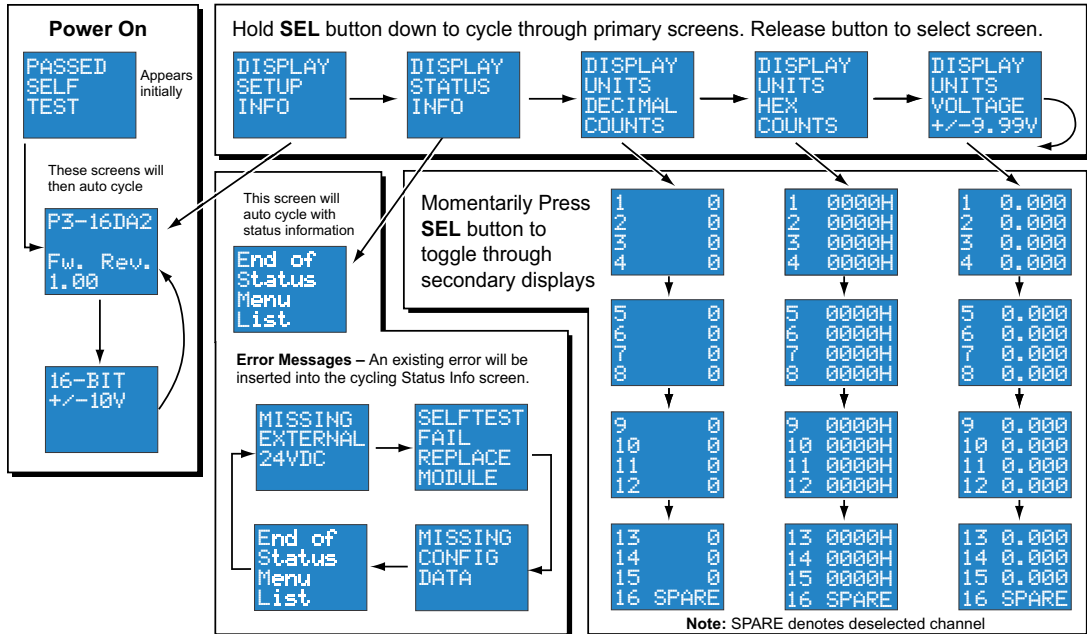 Power On
PASSED
SELF
TEST
Appears
initially
These screens will
then auto cycle
P3-16DA2
Fw. Rev.
1.00
16-BIT
+/-10V
Hold SEL button down to cycle through primary screens. Release button to select screen.
DISPLAY
SETUP
INFO
DISPLAY
STATUS
INFO
DISPLAY
UNITS
DECIMAL
COUNTS
DISPLAY
UNITS
HEX
COUNTS
DISPLAY
UNITS
VOLTAGE
+/-9.99V
This screen will
auto cycle with
status information
End of
Status
Menu
List
Error Messages – An existing error will be
inserted into the cycling Status Info screen.
MISSING
EXTERNAL
24VDC
SELFTEST
FAIL
REPLACE
MODULE
End of
Status
Menu
List
MISSING
CONFIG
DATA
Momentarily Press
SEL button to
toggle through
secondary displays
1 0
2 0
3 0
4 0
1 0000H
2 0000H
3 0000H
4 0000H
1 0.000
2 0.000
3 0.000
4 0.000
5 0
6 0
7 0
8 0
5 0000H
6 0000H
7 0000H
8 0000H
5 0.000
6 0.000
7 0.000
8 0.000
9 0
10 0
11 0
12 0
9 0000H
10 0000H
11 0000H
12 0000H
9 0.000
10 0.000
11 0.000
12 0.000
13 0
14 0
15 0
16 SPARE
13 0000H
14 0000H
15 0000H
16 SPARE
13 0.000
14 0.000
15 0.000
16 SPARE
Note: SPARE denotes deselected channel